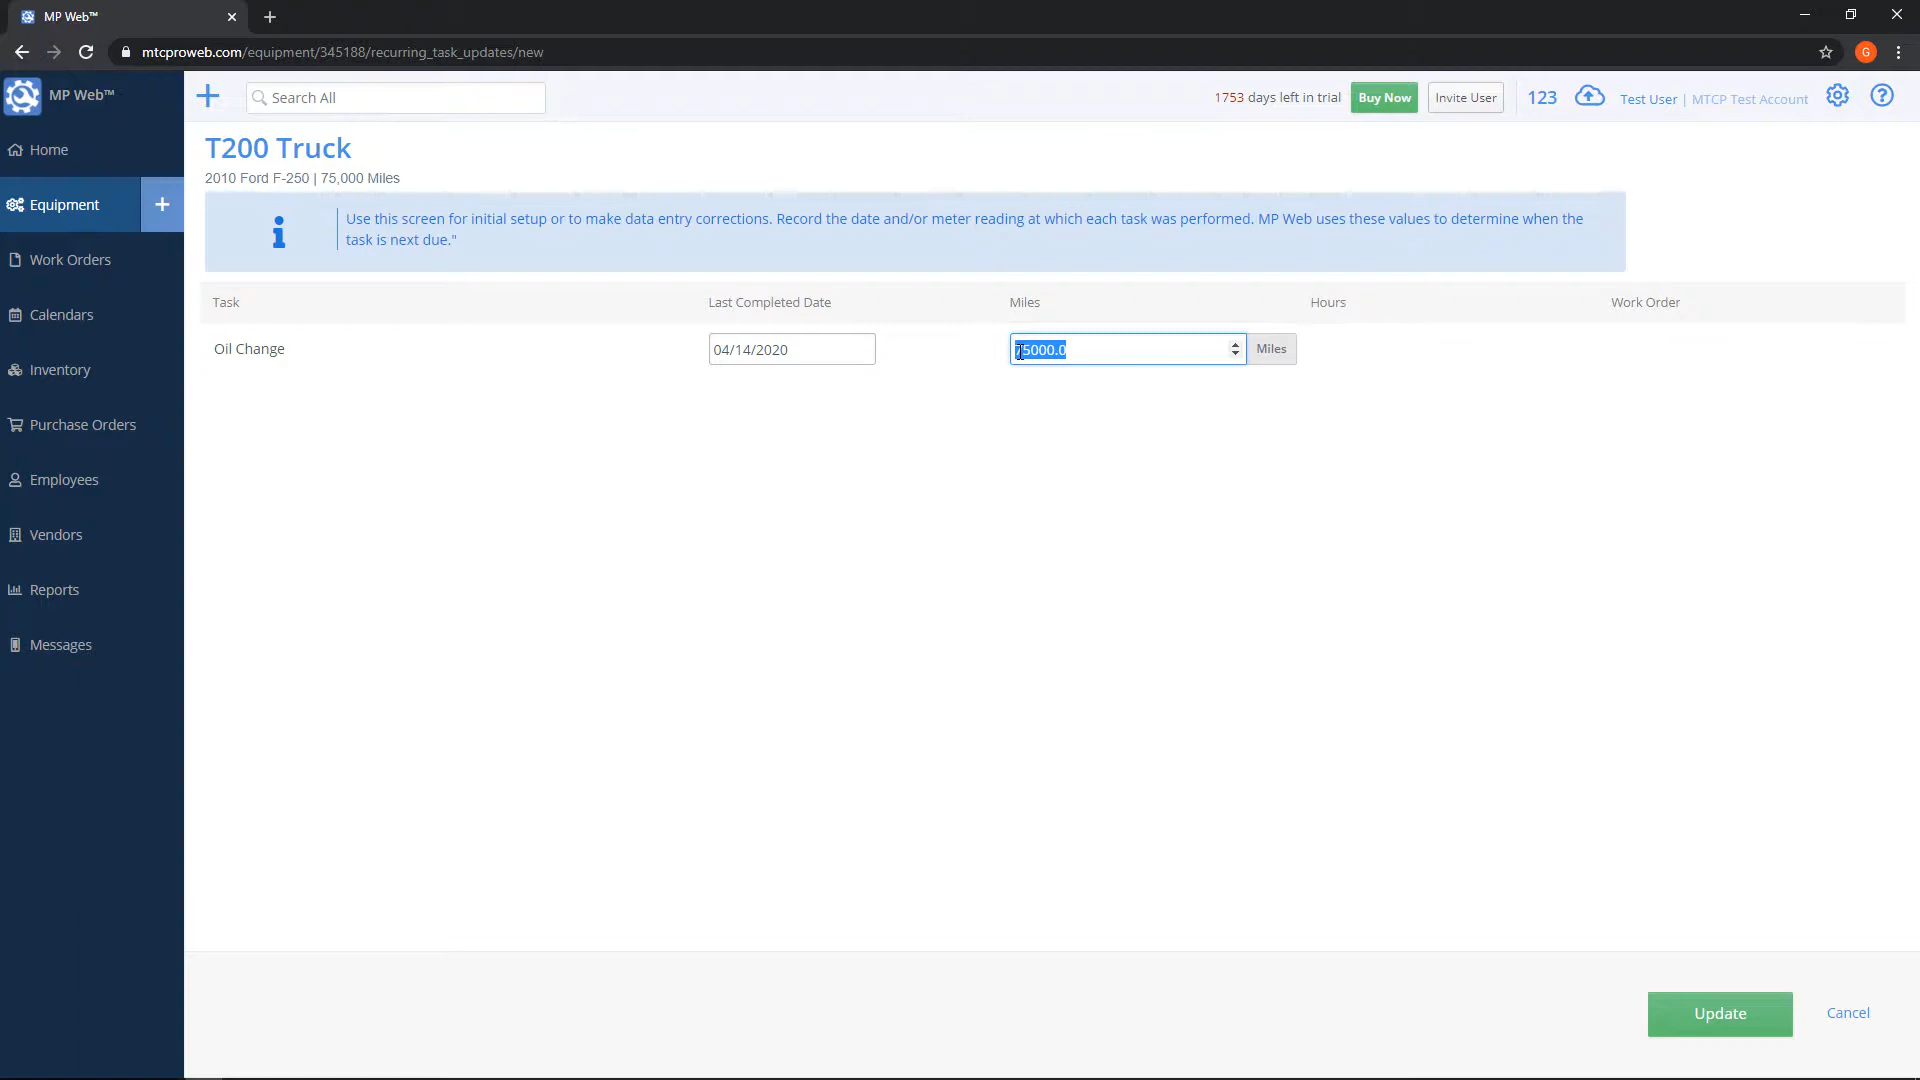 MP Web™
mtcproweb.com/equipment/345188/recurring_task_updates/new
G
MP Web™
Search All
1753 days left in trial
Buy Now
Invite User
123
Test User | MTCP Test Account
Home
Equipment
Work Orders
Calendars
Inventory
Purchase Orders
Employees
Vendors
Reports
Messages
T200 Truck
2010 Ford F-250 | 75,000 Miles
Use this screen for initial setup or to make data entry corrections. Record the date and/or meter reading at which each task was performed. MP Web uses these values to determine when the
task is next due."
Task Last Completed Date Miles Hours Work Order
Oil Change 04/14/2020 75000.0 Miles
Update Cancel